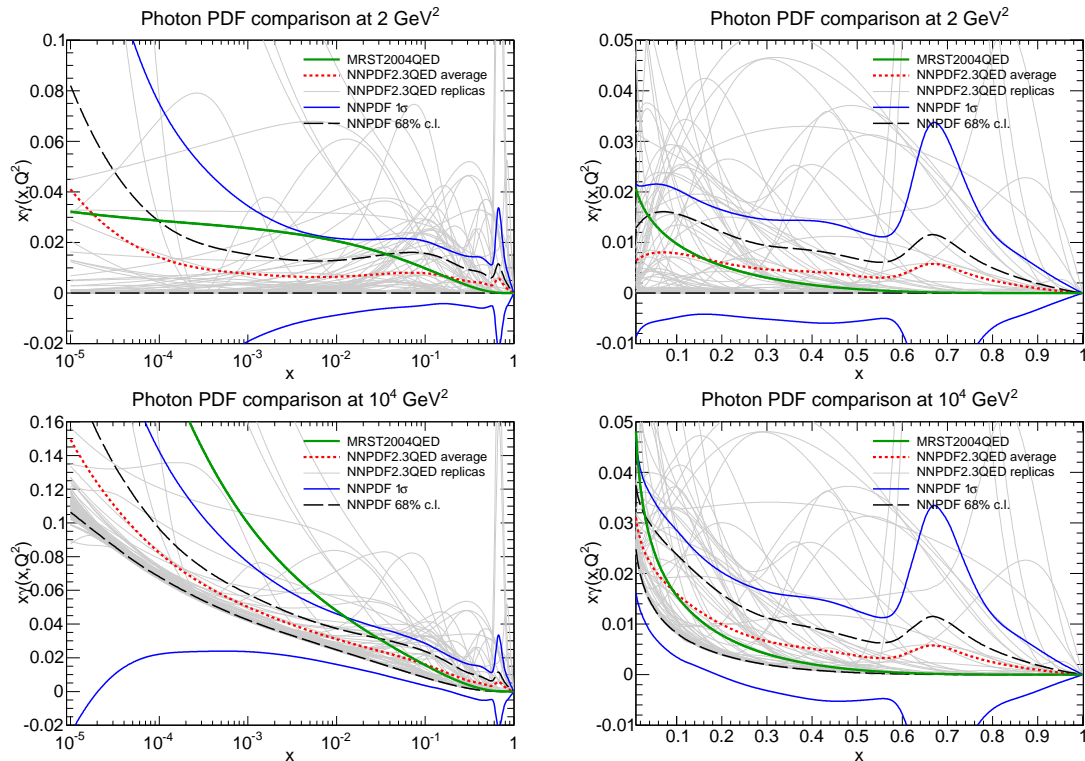 Photon PDF comparison at 2 GeV²
xγ(x,Q²)
0.1
0.08
0.06
0.04
0.02
0
-0.02
MRST2004QED
NNPDF2.3QED average
NNPDF2.3QED replicas
NNPDF 1σ
NNPDF 68% c.l.
10⁻⁵ 10⁻⁴ 10⁻³ 10⁻² 10⁻¹ 1
x
Photon PDF comparison at 2 GeV²
xγ(x,Q²)
0.05
0.04
0.03
0.02
0.01
0
-0.01
MRST2004QED
NNPDF2.3QED average
NNPDF2.3QED replicas
NNPDF 1σ
NNPDF 68% c.l.
0.1 0.2 0.3 0.4 0.5 0.6 0.7 0.8 0.9 1
x
Photon PDF comparison at 10⁴ GeV²
xγ(x,Q²)
0.16
0.14
0.12
0.1
0.08
0.06
0.04
0.02
0
-0.02
MRST2004QED
NNPDF2.3QED average
NNPDF2.3QED replicas
NNPDF 1σ
NNPDF 68% c.l.
10⁻⁵ 10⁻⁴ 10⁻³ 10⁻² 10⁻¹ 1
x
Photon PDF comparison at 10⁴ GeV²
xγ(x,Q²)
0.05
0.04
0.03
0.02
0.01
0
-0.01
MRST2004QED
NNPDF2.3QED average
NNPDF2.3QED replicas
NNPDF 1σ
NNPDF 68% c.l.
0.1 0.2 0.3 0.4 0.5 0.6 0.7 0.8 0.9 1
x